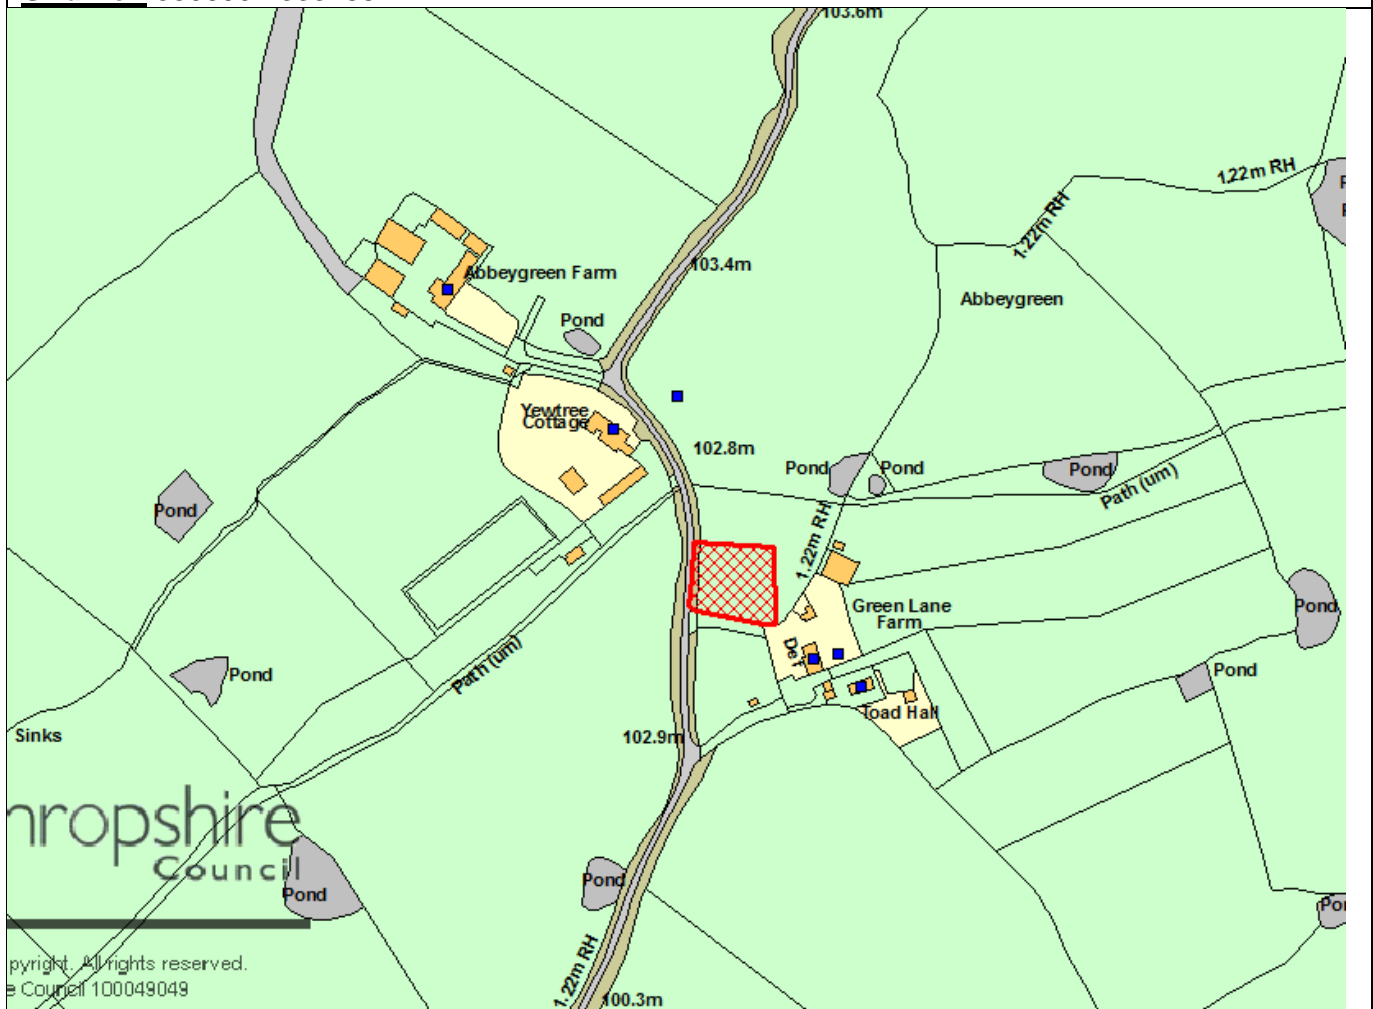 103.6m
1.22m RH
1.22m RH
103.4m
Abbeygreen Farm
Abbeygreen
Pond
Yewtree
Cottage
102.8m
Pond
Pond
Pond
Path (um)
Pond
1.22m RH
Green Lane
Farm
Pond
Def
Path (um)
Pond
Pond
Toad Hall
Sinks
102.9m
hropshire
Council
Pond
Pond
Po
pyright. All rights reserved.
e Council 100049049
1.22m RH
100.3m